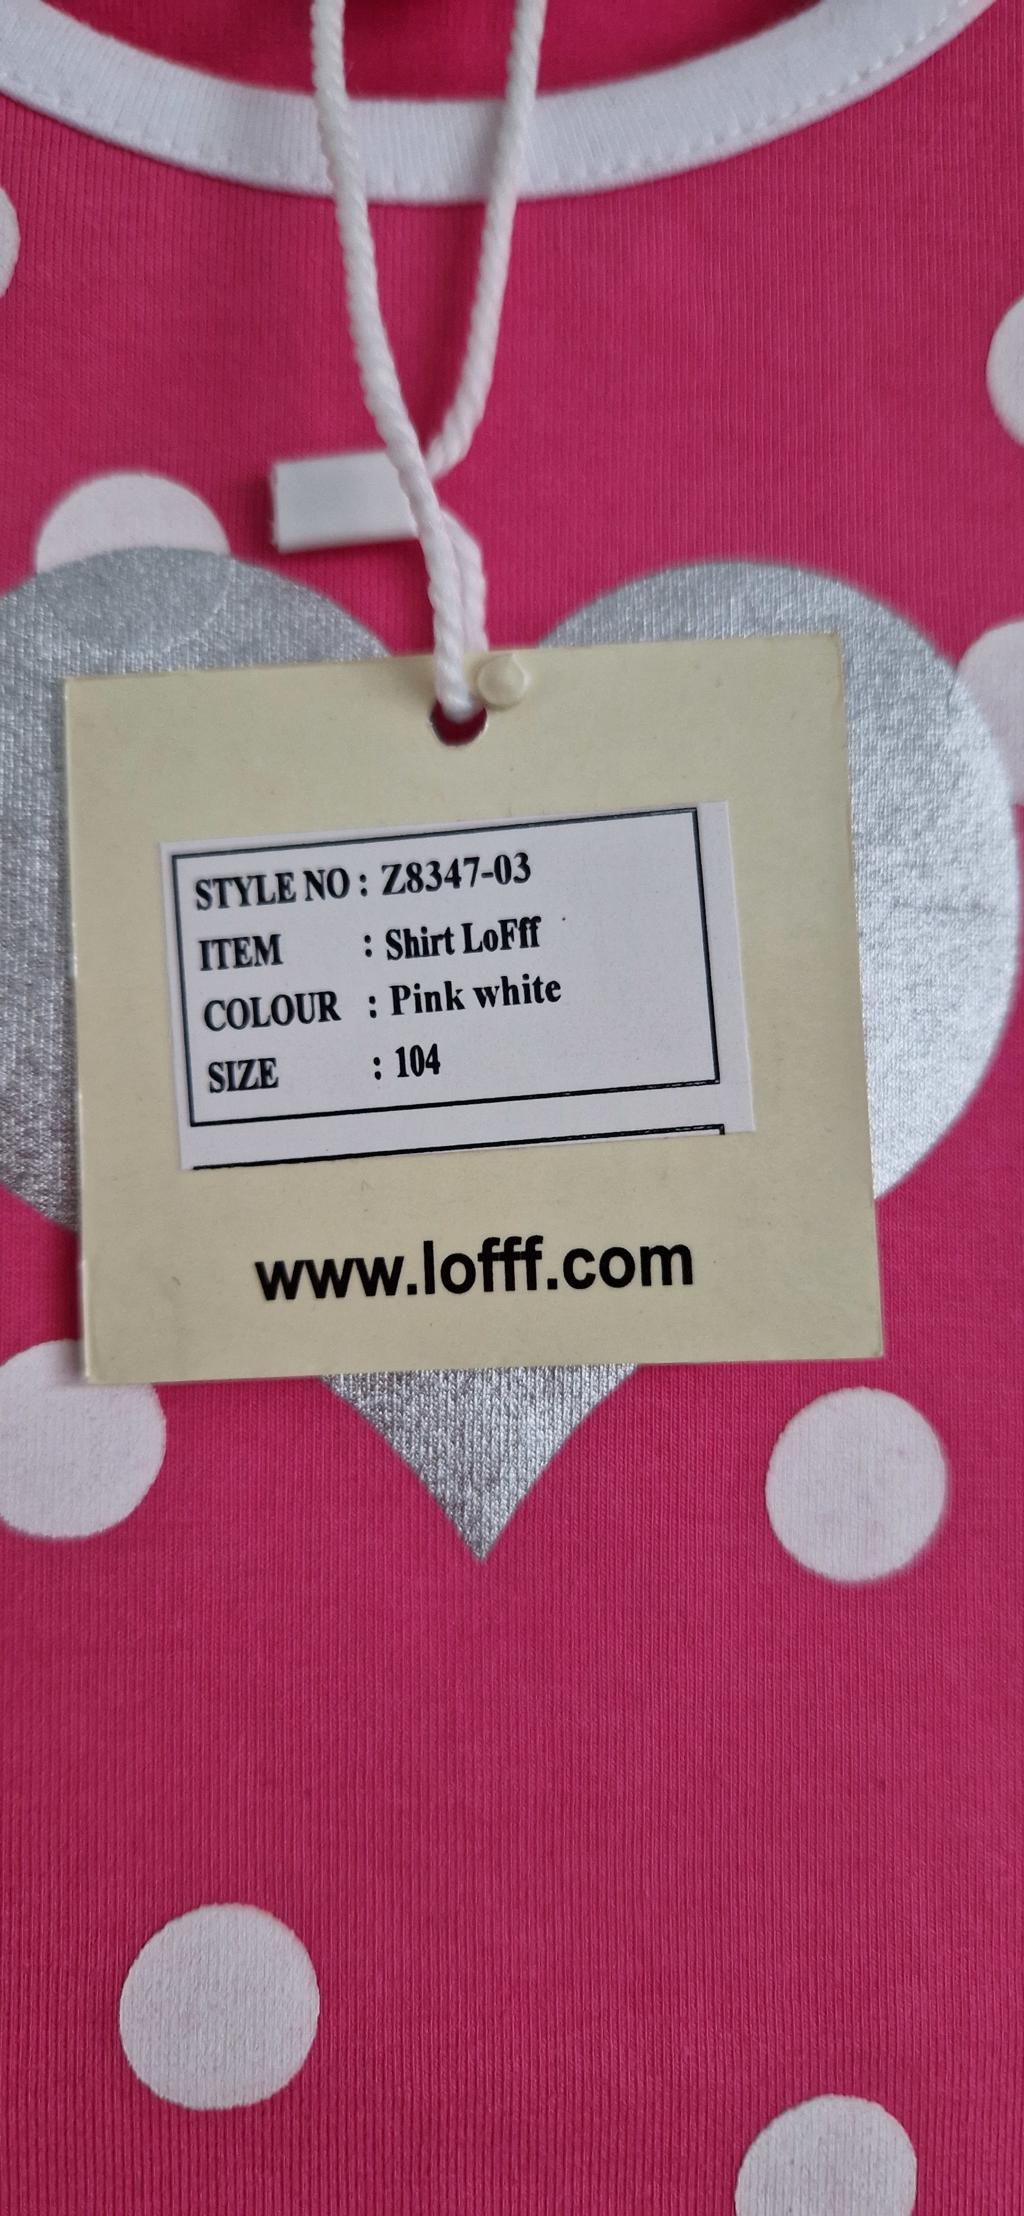 STYLE NO : Z8347-03
ITEM : Shirt LoFff
COLOUR : Pink white
SIZE : 104
www.lofff.com